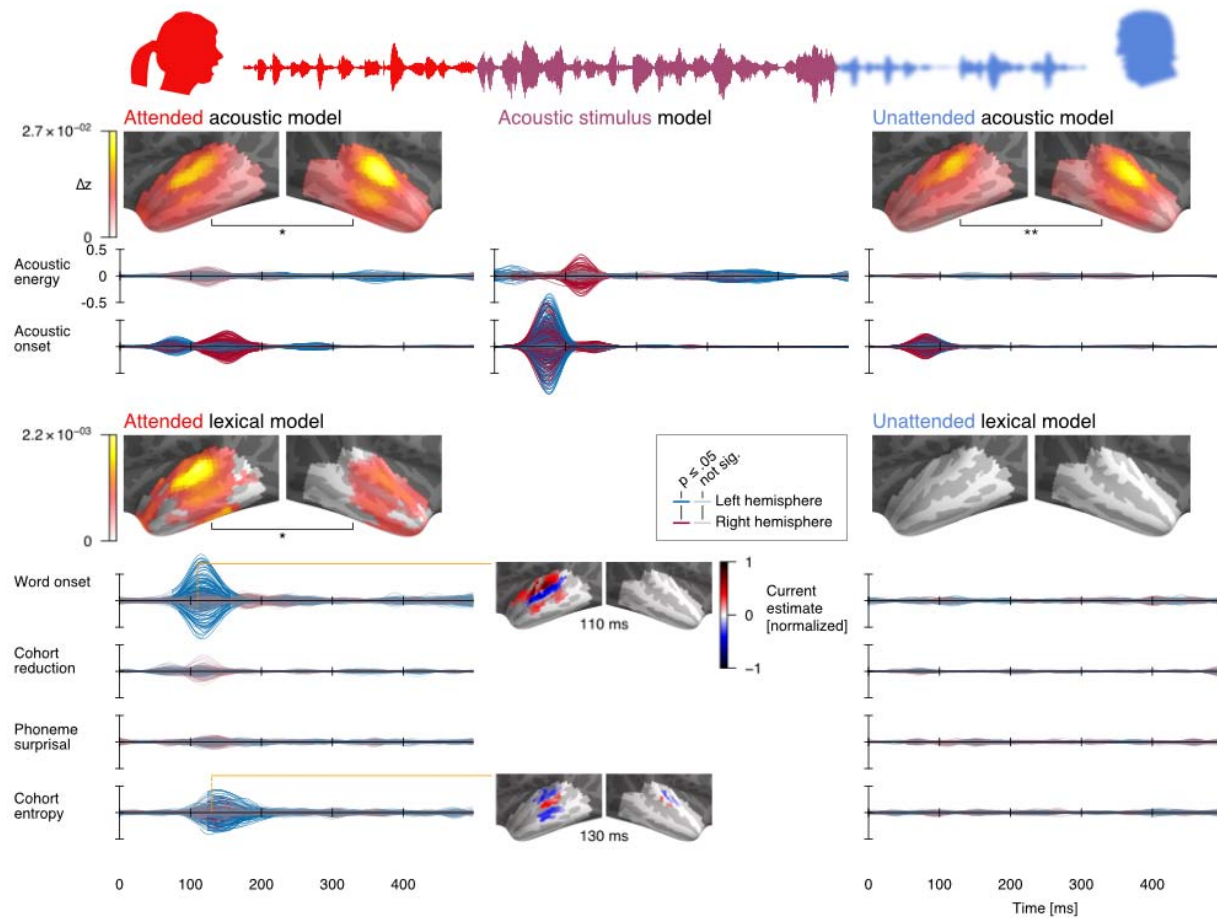 Attended acoustic model
Acoustic stimulus model
Unattended acoustic model
2.7 × 10⁻⁰²
Δz
0
*
**
Acoustic
energy
0.5
0
-0.5
Acoustic
onset
Attended lexical model
Unattended lexical model
2.2 × 10⁻⁰³
0
*
p ≤ .05
not sig.
Left hemisphere
Right hemisphere
Word onset
110 ms
1
0
−1
Current
estimate
[normalized]
Cohort
reduction
Phoneme
surprisal
Cohort
entropy
130 ms
0 100 200 300 400
0 100 200 300 400
Time [ms]